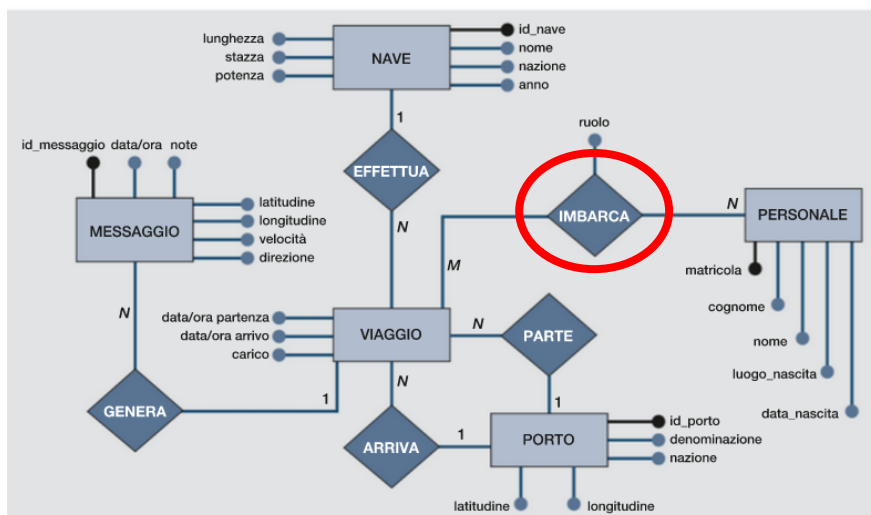 lunghezza
stazza
potenza
NAVE
id_nave
nome
nazione
anno
1
EFFETTUA
N
id_messaggio data/ora note
MESSAGGIO
latitudine
longitudine
velocità
direzione
N
GENERA
1
ruolo
IMBARCA
N
M
PERSONALE
matricola
cognome
nome
luogo_nascita
data_nascita
data/ora partenza
data/ora arrivo
carico
VIAGGIO
N
PARTE
1
N
ARRIVA
1
PORTO
id_porto
denominazione
nazione
latitudine
longitudine